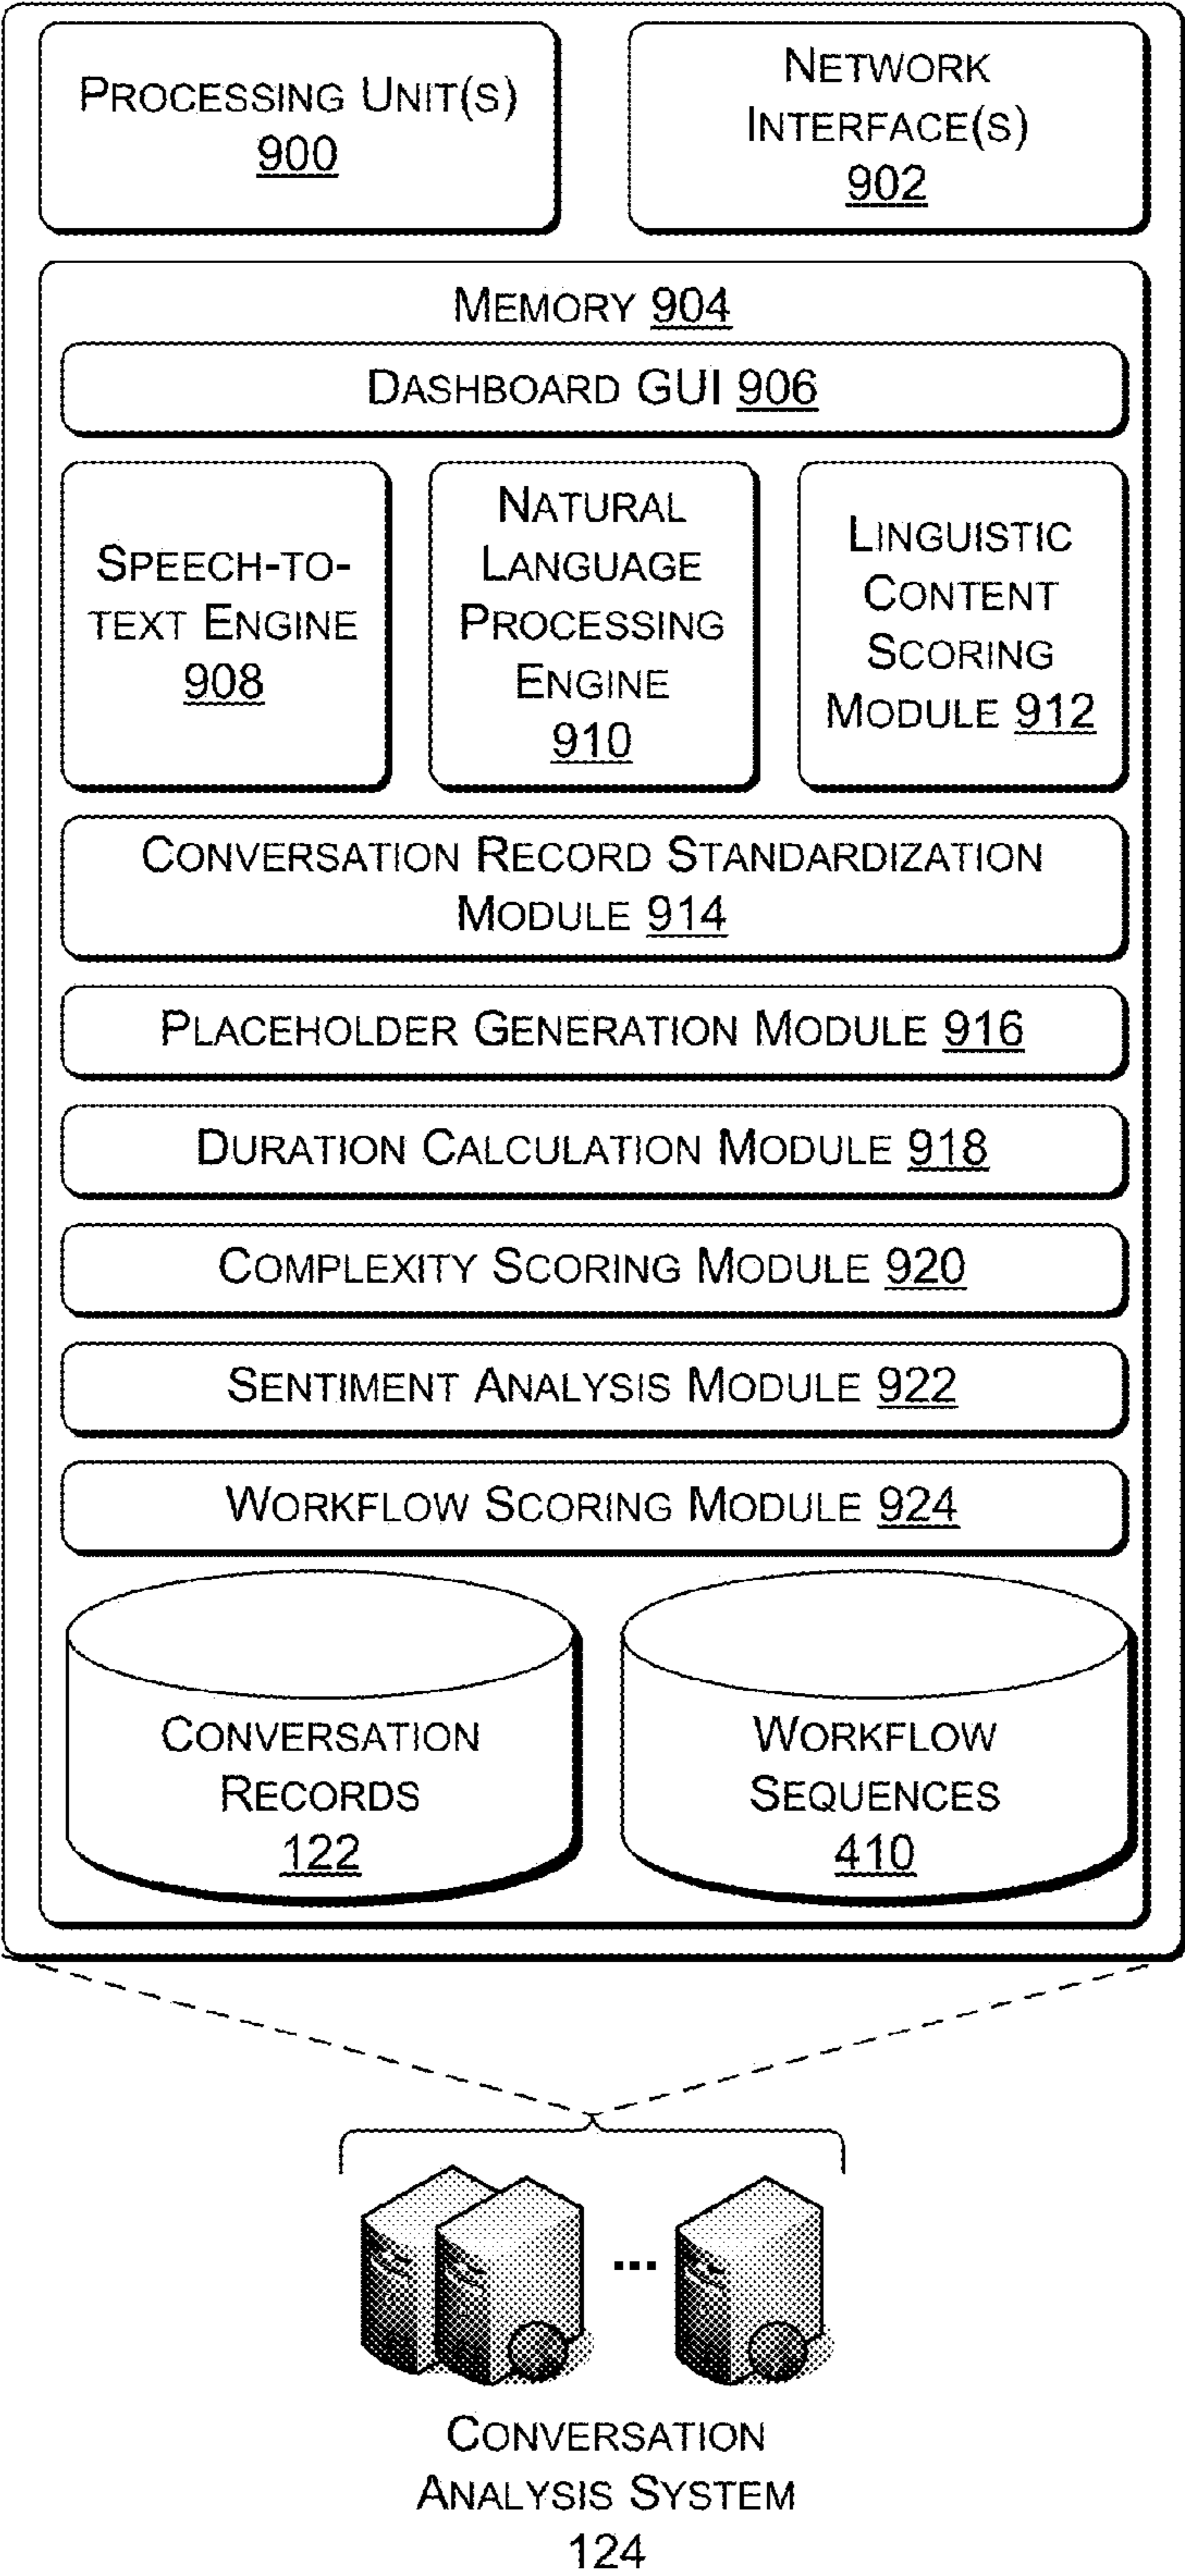 PROCESSING UNIT(S)
900
NETWORK
INTERFACE(S)
902
MEMORY 904
DASHBOARD GUI 906
SPEECH-TO-
TEXT ENGINE
908
NATURAL
LANGUAGE
PROCESSING
ENGINE
910
LINGUISTIC
CONTENT
SCORING
MODULE 912
CONVERSATION RECORD STANDARDIZATION
MODULE 914
PLACEHOLDER GENERATION MODULE 916
DURATION CALCULATION MODULE 918
COMPLEXITY SCORING MODULE 920
SENTIMENT ANALYSIS MODULE 922
WORKFLOW SCORING MODULE 924
CONVERSATION
RECORDS
122
WORKFLOW
SEQUENCES
410
...
CONVERSATION
ANALYSIS SYSTEM
124